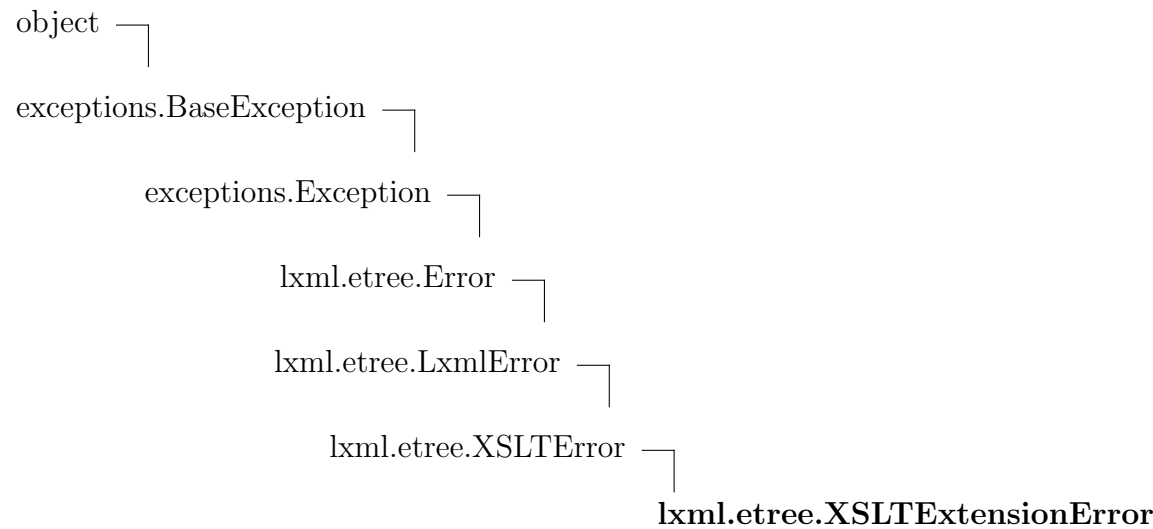 object
exceptions.BaseException
exceptions.Exception
lxml.etree.Error
lxml.etree.LxmlError
lxml.etree.XSLTError
lxml.etree.XSLTExtensionError